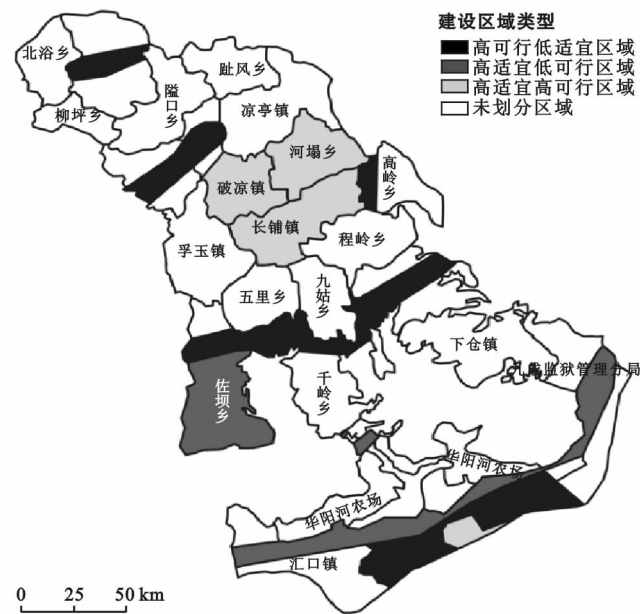 建设区域类型
高可行低适宜区域
高适宜低可行区域
高适宜高可行区域
未划分区域
北浴乡
趾风乡
隘口乡
柳坪乡
凉亭镇
河塌乡
高岭乡
破凉镇
长铺镇
程岭乡
孚玉镇
五里乡
九姑乡
下仓镇
九成监狱管理分局
佐坝乡
千岭乡
华阳河农场
华阳河农场
汇口镇
0 25 50 km